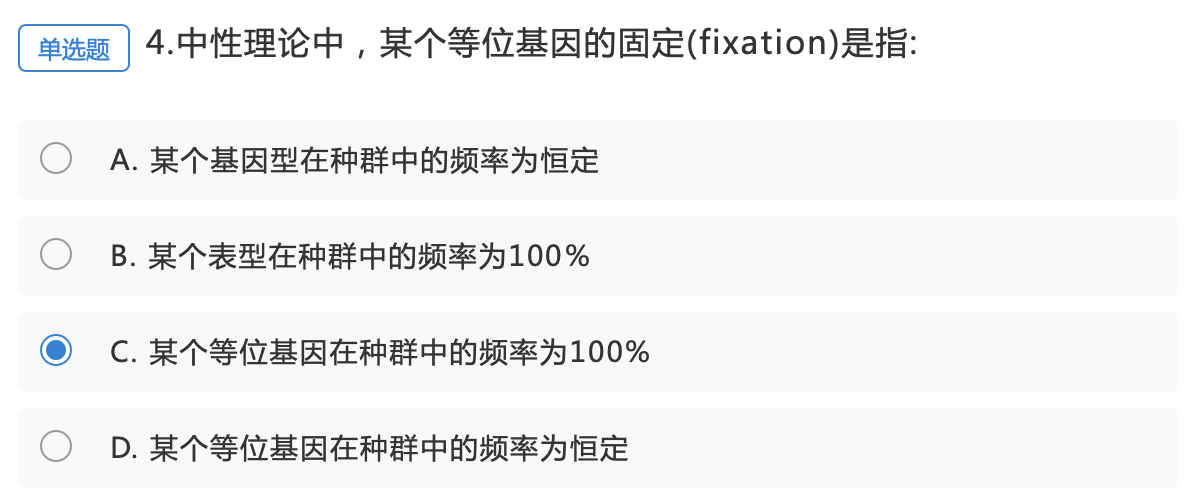 单选题 4.中性理论中，某个等位基因的固定(fixation)是指:
A. 某个基因型在种群中的频率为恒定
B. 某个表型在种群中的频率为100%
C. 某个等位基因在种群中的频率为100%
D. 某个等位基因在种群中的频率为恒定